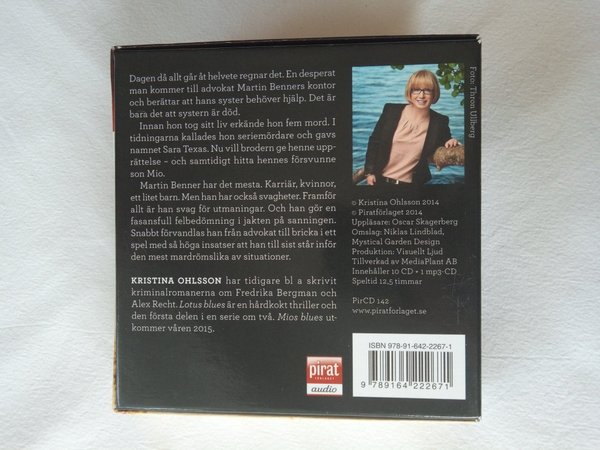 Dagen då allt går åt helvete regnar det. En desperat
man kommer till advokat Martin Benners kontor
och berättar att hans syster behöver hjälp. Det är
bara det att systern är död.
Innan hon tog sitt liv erkände hon fem mord. I
tidningarna kallades hon seriemördare och gavs
namnet Sara Texas. Nu vill brodern ge henne upp-
rättelse – och samtidigt hitta hennes försvunne
son Mio.
Martin Benner har det mesta. Karriär, kvinnor,
ett litet barn. Men han har också svagheter. Framför
allt är han svag för utmaningar. Och han gör en
fasansfull felbedömning i jakten på sanningen.
Snabbt förvandlas han från advokat till bricka i ett
spel med så höga insatser att han till sist står inför
den mest mardrömslika av situationer.
KRISTINA OHLSSON har tidigare bl a skrivit
kriminalromanerna om Fredrika Bergman och
Alex Recht. Lotus blues är en hårdkokt thriller och
den första delen i en serie om två. Mios blues ut-
kommer våren 2015.
pirat
FÖRLAGET
audio
Foto: Thron Ullberg
© Kristina Ohlsson 2014
℗ Piratförlaget 2014
Uppläsare: Oscar Skagerberg
Omslag: Niklas Lindblad,
Mystical Garden Design
Produktion: Visuellt Ljud
Tillverkad av MediaPlant AB
Innehåller 10 CD + 1 mp3-CD
Speltid 12,5 timmar
PirCD 142
www.piratforlaget.se
ISBN 978-91-642-2267-1
9 789164 222671